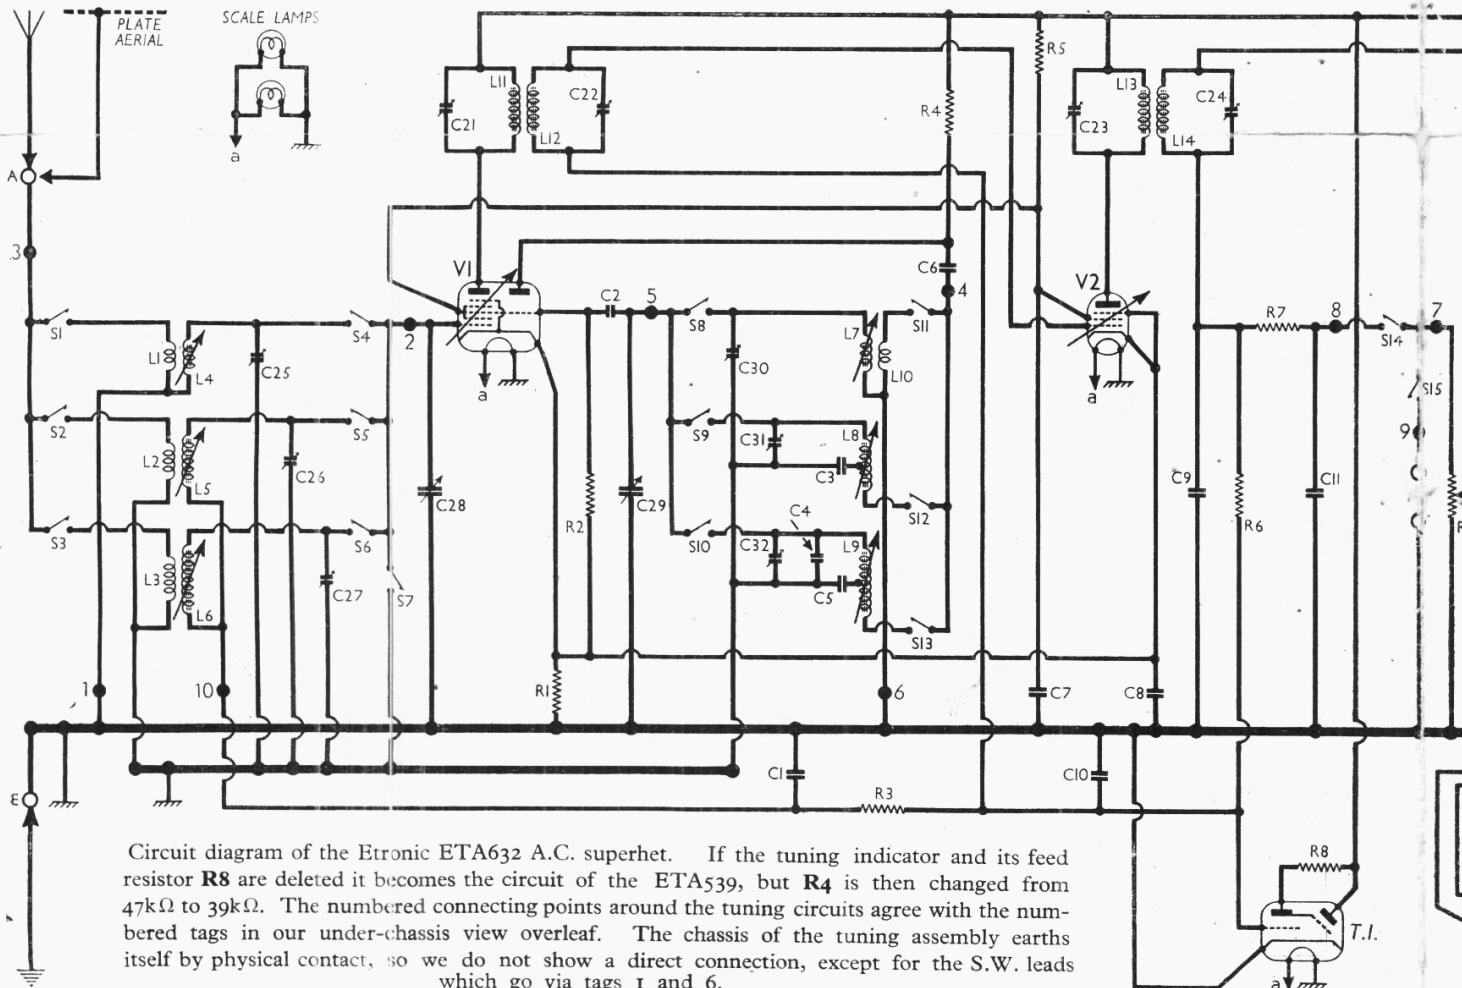 PLATE
AERIAL
SCALE LAMPS
a
A
3
E
S1
S2
S3
L1
L4
L2
L5
L3
L6
1
10
C25
C26
C27
S4
S5
S6
S7
2
C28
C21
L11
L12
C22
V1
a
R1
R2
C2
5
C29
S8
S9
S10
C30
C31
C32
C3
C4
C5
L7
L10
L8
L9
S11
S12
S13
C6
4
6
R4
R5
C7
C8
C1
R3
C10
V2
a
C23
L13
L14
C24
C9
R6
R7
C11
8
S14
7
S15
9
R
R8
T.I.
a
Circuit diagram of the Etronic ETA632 A.C. superhet. If the tuning indicator and its feed
resistor R8 are deleted it becomes the circuit of the ETA539, but R4 is then changed from
47kΩ to 39kΩ. The numbered connecting points around the tuning circuits agree with the num-
bered tags in our under-chassis view overleaf. The chassis of the tuning assembly earths
itself by physical contact, so we do not show a direct connection, except for the S.W. leads
which go via tags 1 and 6.